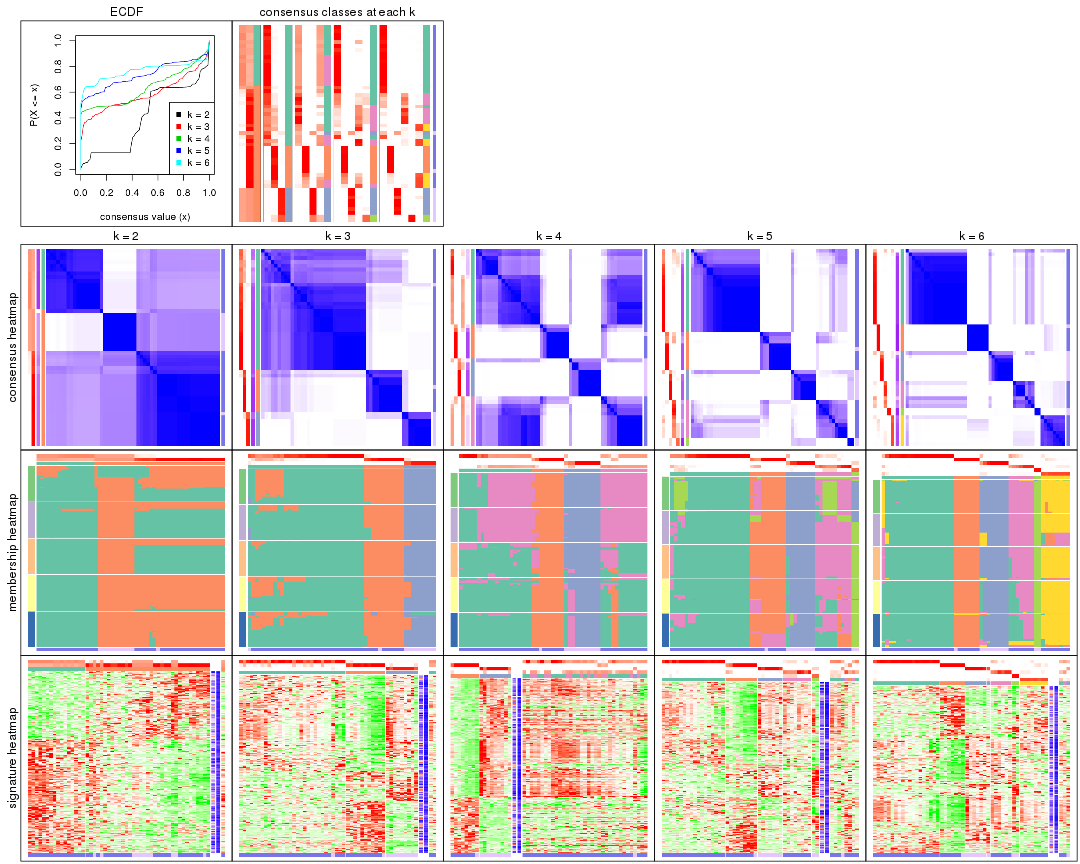 ECDF
consensus classes at each k
P(X <= x)
0.0 0.2 0.4 0.6 0.8 1.0
k = 2
k = 3
k = 4
k = 5
k = 6
0.0 0.2 0.4 0.6 0.8 1.0
consensus value (x)
k = 2
k = 3
k = 4
k = 5
k = 6
consensus heatmap
membership heatmap
signature heatmap